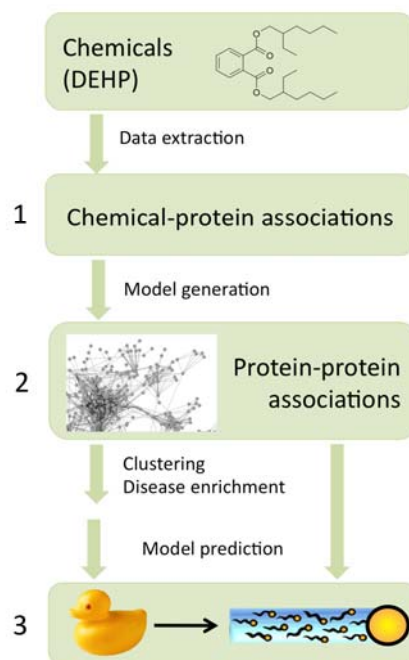 Chemicals
(DEHP)
O
O
O
O
Data extraction
1
Chemical-protein associations
Model generation
2
Protein-protein
associations
Clustering
Disease enrichment
Model prediction
3